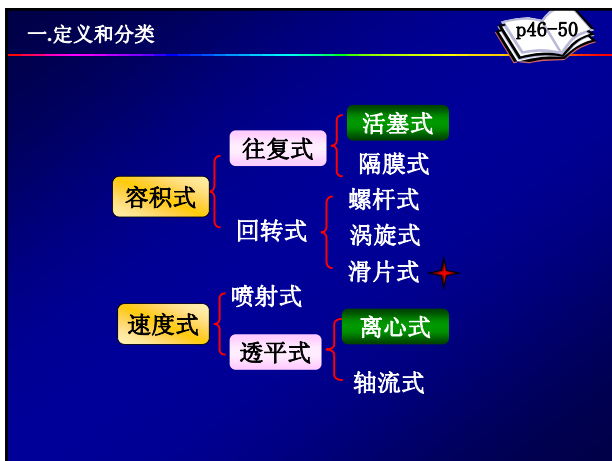 一.定义和分类
p46-50
活塞式
往复式
隔膜式
容积式
螺杆式
回转式
涡旋式
滑片式
喷射式
速度式
离心式
透平式
轴流式